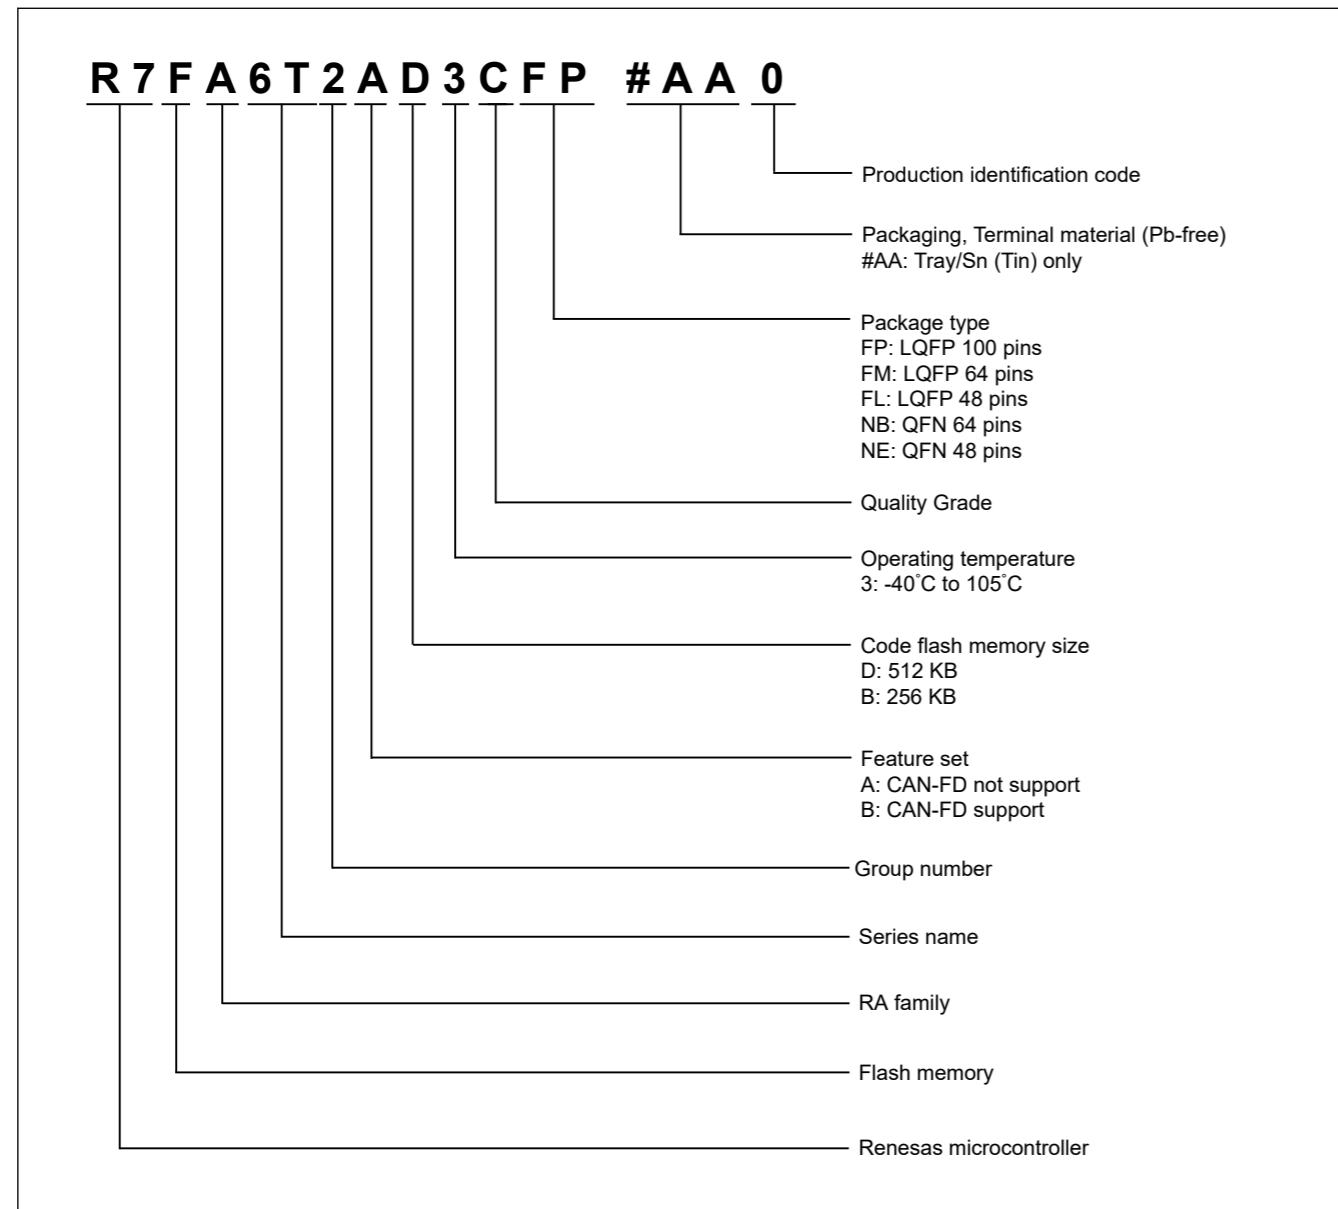 R7FA6T2AD3CFP #AA0
Production identification code
Packaging, Terminal material (Pb-free)
#AA: Tray/Sn (Tin) only
Package type
FP: LQFP 100 pins
FM: LQFP 64 pins
FL: LQFP 48 pins
NB: QFN 64 pins
NE: QFN 48 pins
Quality Grade
Operating temperature
3: -40°C to 105°C
Code flash memory size
D: 512 KB
B: 256 KB
Feature set
A: CAN-FD not support
B: CAN-FD support
Group number
Series name
RA family
Flash memory
Renesas microcontroller